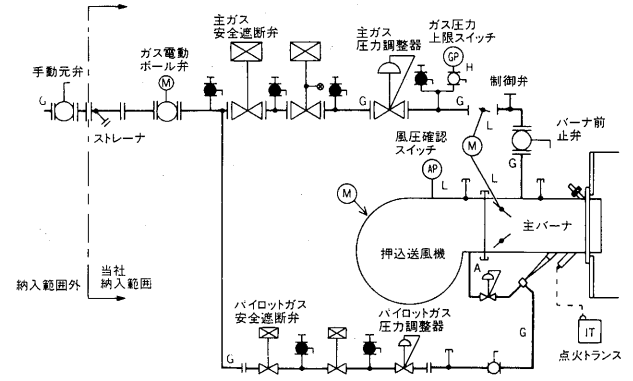 主ガス
安全遮断弁
主ガス
圧力調整器
ガス圧力
上限スイッチ
ガス電動
ボール弁
手動元弁
GP
H
制御弁
M
G
G
G
L
ストレーナ
バーナ前
止弁
風圧確認
スイッチ
M
AP
L
L
G
M
主バーナ
押込送風機
A
L
納入範囲外
当社
納入範囲
パイロットガス
安全遮断弁
パイロットガス
圧力調整器
G
IT
点火トランス
G